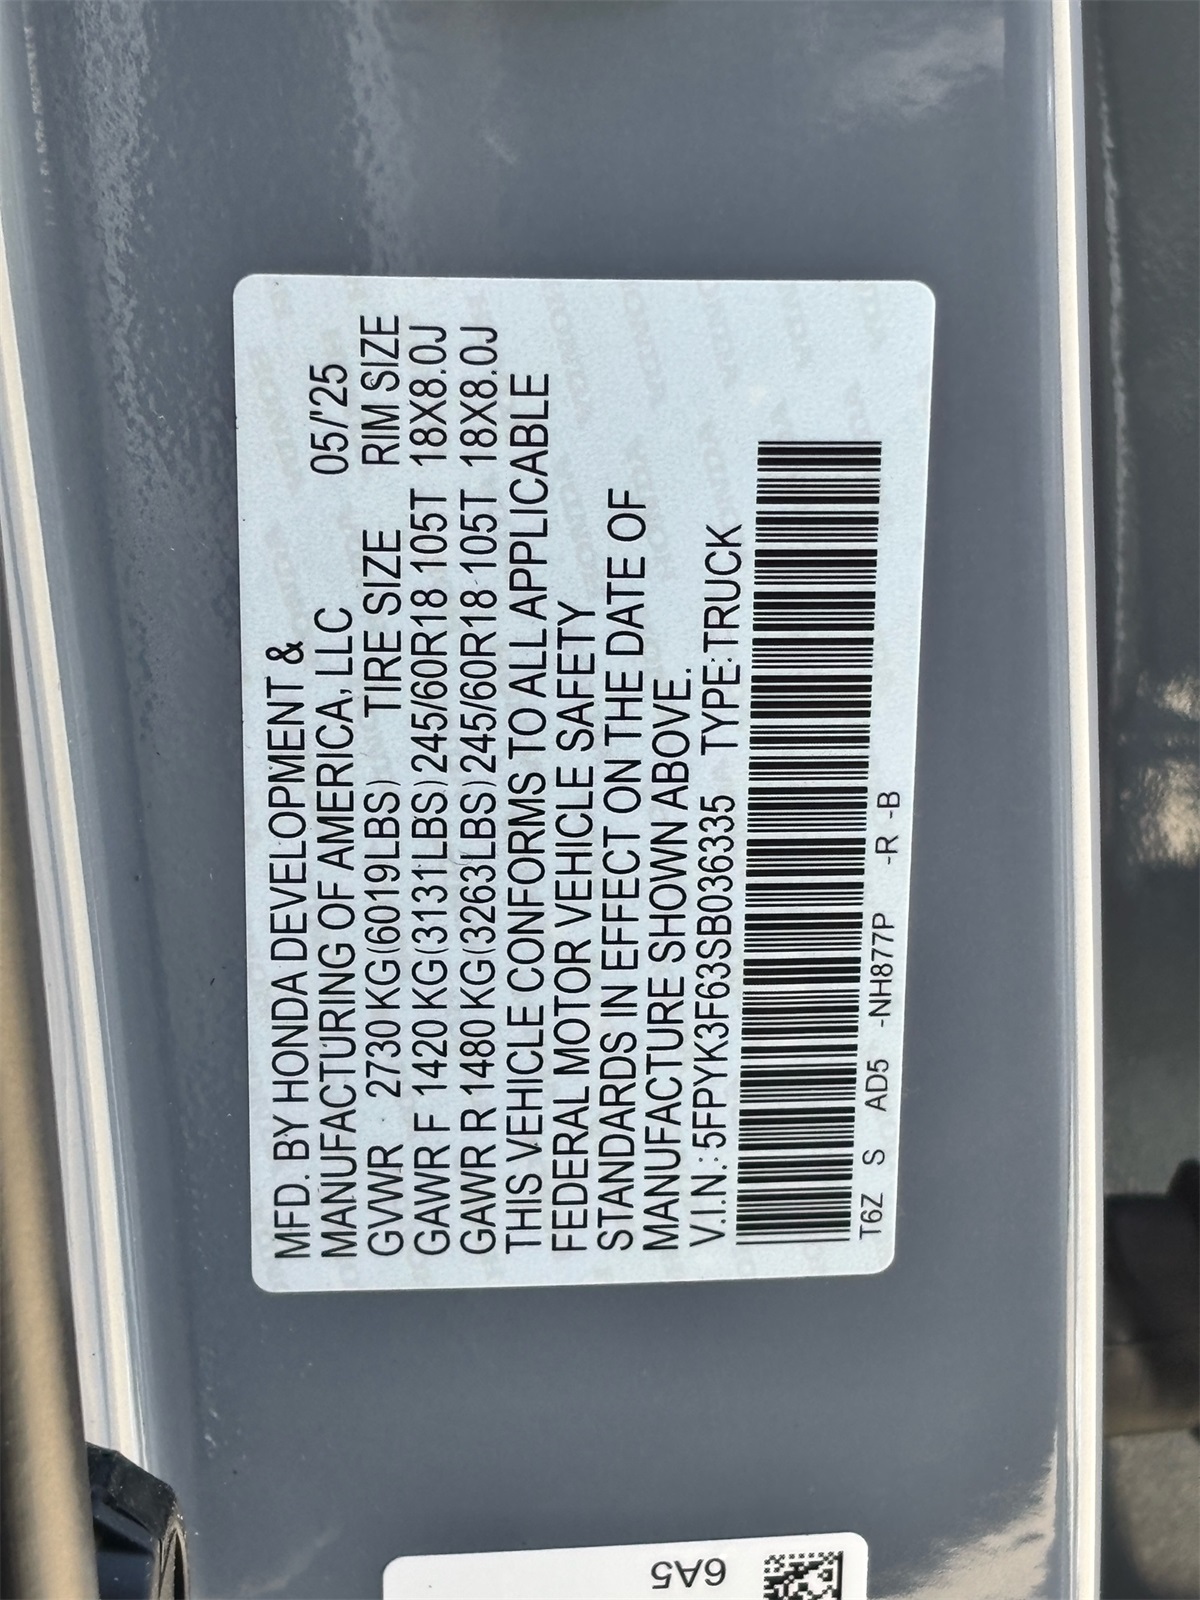 MFD. BY HONDA DEVELOPMENT &
MANUFACTURING OF AMERICA, LLC 05/'25
GVWR 2730 KG(6019LBS) TIRE SIZE RIM SIZE
GAWR F 1420 KG(3131LBS) 245/60R18 105T 18X8.0J
GAWR R 1480 KG(3263LBS) 245/60R18 105T 18X8.0J
THIS VEHICLE CONFORMS TO ALL APPLICABLE
FEDERAL MOTOR VEHICLE SAFETY
STANDARDS IN EFFECT ON THE DATE OF
MANUFACTURE SHOWN ABOVE.
V.I.N.: 5FPYK3F63SB036335 TYPE: TRUCK
T6Z S AD5 -NH877P -R -B
6A5